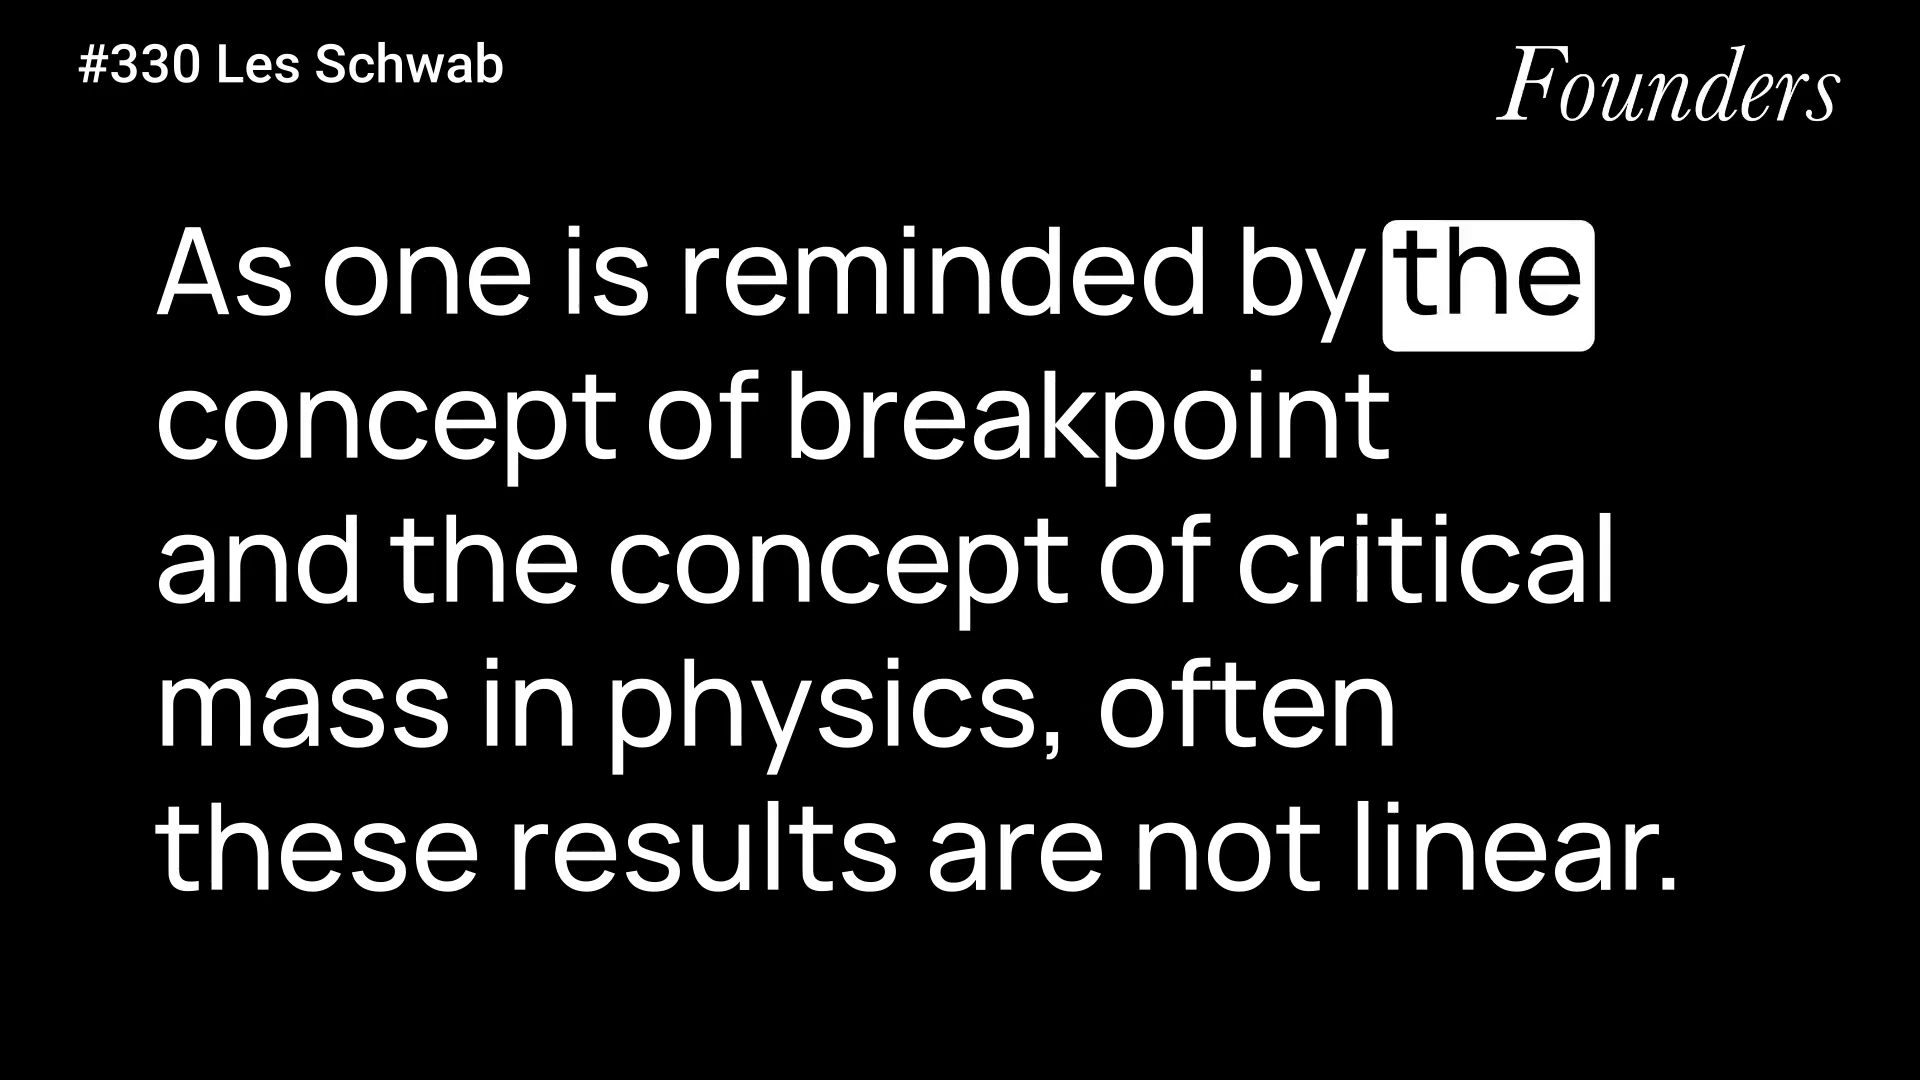 #330 Les Schwab
Founders
As one is reminded by the
concept of breakpoint
and the concept of critical
mass in physics, often
these results are not linear.